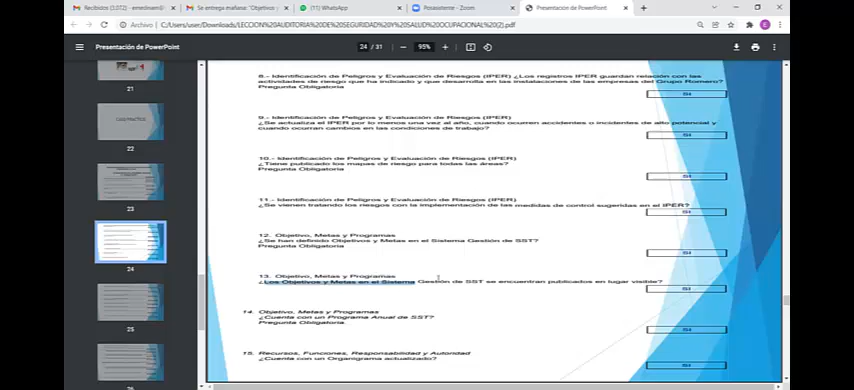 Recibidos (5.072) - emedioam@
Se entrega mañana: "Objetivos y
(11) WhatsApp
Posasistente - Zoom
Presentación de PowerPoint
Archivo | C:/Users/user/Downloads/LECCION%20AUDITORIA%20DE%20SEGURIDAD%20Y%20SALUD%20OCUPACIONAL%20(2).pdf
Presentación de PowerPoint
24 / 31
95%
21
22
23
24
25
26
8.- Identificación de Peligros y Evaluación de Riesgos (IPER) ¿Los registros IPER guardan relación con las
actividades de riesgo que ha indicado y que desarrolla en las instalaciones de las empresas del Grupo Romero?
Pregunta Obligatoria
9.- Identificación de Peligros y Evaluación de Riesgos (IPER)
¿Se actualiza el IPER por lo menos una vez al año, cuando ocurren accidentes o incidentes de alto potencial y
cuando ocurran cambios en las condiciones de trabajo?
10.- Identificación de Peligros y Evaluación de Riesgos (IPER)
¿Tiene publicado los mapas de riesgo para todas las áreas?
Pregunta Obligatoria
11.- Identificación de Peligros y Evaluación de Riesgos (IPER)
¿Se vienen tratando los riesgos con la implementación de las medidas de control sugeridas en el IPER?
12. Objetivo, Metas y Programas
¿Se han definido Objetivos y Metas en el Sistema Gestión de SST?
Pregunta Obligatoria
13. Objetivo, Metas y Programas
¿Los Objetivos y Metas en el Sistema Gestión de SST se encuentran publicados en lugar visible?
14. Objetivo, Metas y Programas
¿Cuenta con un Programa Anual de SST?
Pregunta Obligatoria
15. Recursos, Funciones, Responsabilidad y Autoridad
¿Cuenta con un Organigrama actualizado?